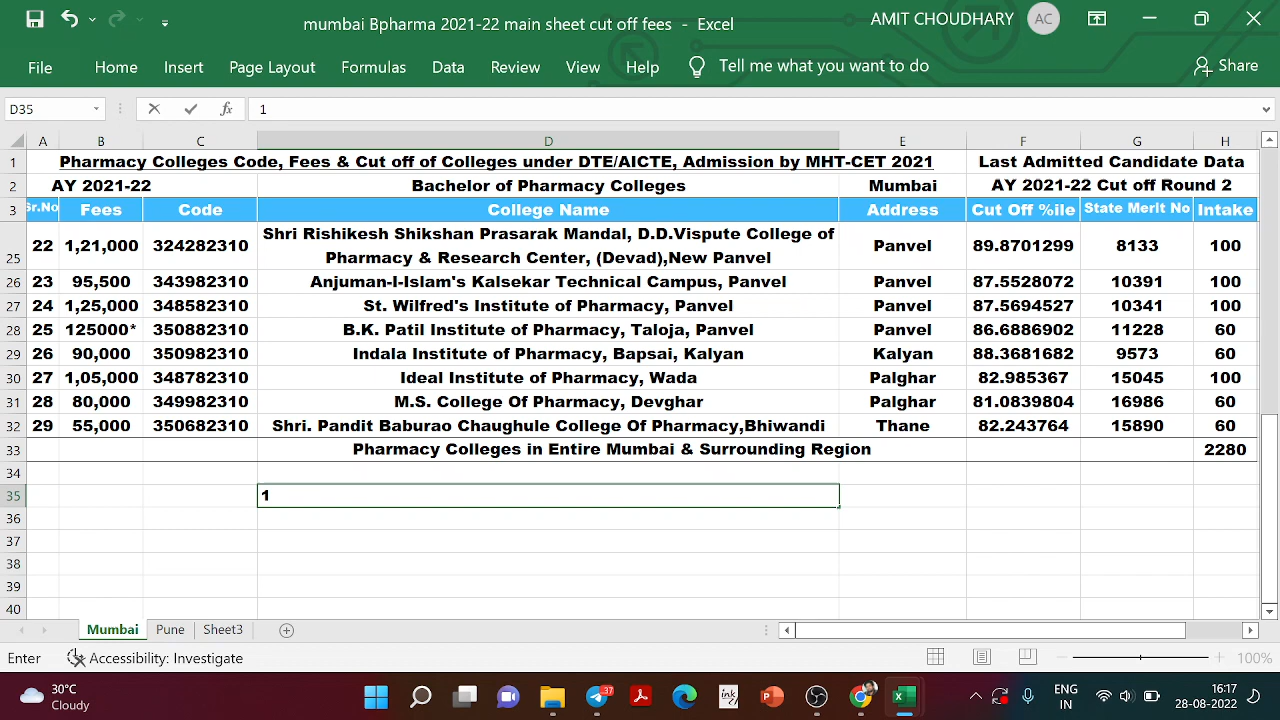 mumbai Bpharma 2021-22 main sheet cut off fees - Excel
AMIT CHOUDHARY AC
File Home Insert Page Layout Formulas Data Review View Help Tell me what you want to do Share
D35 fx 1
A B C D E F G H
1 Pharmacy Colleges Code, Fees & Cut off of Colleges under DTE/AICTE, Admission by MHT-CET 2021 Last Admitted Candidate Data
2 AY 2021-22 Bachelor of Pharmacy Colleges Mumbai AY 2021-22 Cut off Round 2
3 Sr.No Fees Code College Name Address Cut Off %ile State Merit No Intake
25 22 1,21,000 324282310 Shri Rishikesh Shikshan Prasarak Mandal, D.D.Vispute College of Panvel 89.8701299 8133 100
Pharmacy & Research Center, (Devad),New Panvel
26 23 95,500 343982310 Anjuman-I-Islam's Kalsekar Technical Campus, Panvel Panvel 87.5528072 10391 100
27 24 1,25,000 348582310 St. Wilfred's Institute of Pharmacy, Panvel Panvel 87.5694527 10341 100
28 25 125000* 350882310 B.K. Patil Institute of Pharmacy, Taloja, Panvel Panvel 86.6886902 11228 60
29 26 90,000 350982310 Indala Institute of Pharmacy, Bapsai, Kalyan Kalyan 88.3681682 9573 60
30 27 1,05,000 348782310 Ideal Institute of Pharmacy, Wada Palghar 82.985367 15045 100
31 28 80,000 349982310 M.S. College Of Pharmacy, Devghar Palghar 81.0839804 16986 60
32 29 55,000 350682310 Shri. Pandit Baburao Chaughule College Of Pharmacy,Bhiwandi Thane 82.243764 15890 60
33 Pharmacy Colleges in Entire Mumbai & Surrounding Region 2280
34
35 1
36
37
38
39
40
Mumbai Pune Sheet3
Enter Accessibility: Investigate 100%
30°C
Cloudy
37
ink
ENG
IN
16:17
28-08-2022